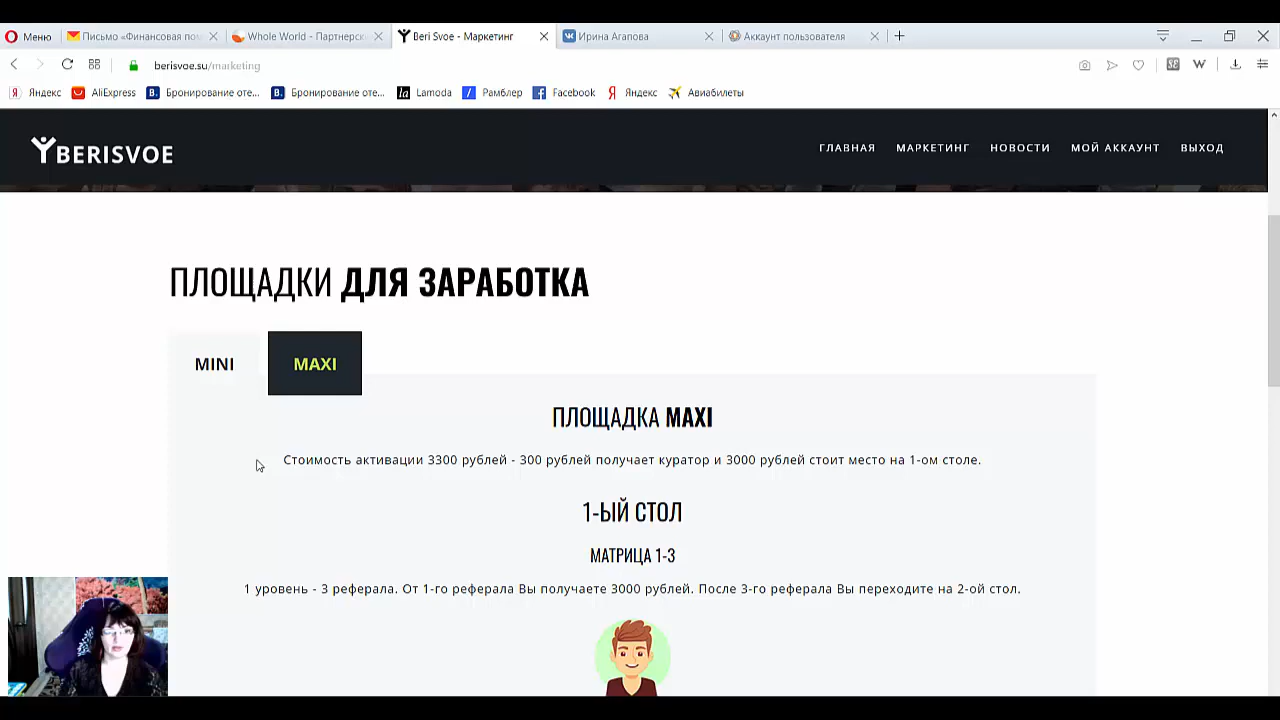 Меню
Письмо «Финансовая пом
Whole World - Партнерск
Beri Svoe - Маркетинг
Ирина Агапова
Аккаунт пользователя
berisvoe.su/marketing
Яндекс
AliExpress
Бронирование оте...
Бронирование оте...
Lamoda
Рамблер
Facebook
Яндекс
Авиабилеты
BERISVOE
ГЛАВНАЯ МАРКЕТИНГ НОВОСТИ МОЙ АККАУНТ ВЫХОД
ПЛОЩАДКИ ДЛЯ ЗАРАБОТКА
MINI
MAXI
ПЛОЩАДКА MAXI
Стоимость активации 3300 рублей - 300 рублей получает куратор и 3000 рублей стоит место на 1-ом столе.
1-ЫЙ СТОЛ
МАТРИЦА 1-3
1 уровень - 3 реферала. От 1-го реферала Вы получаете 3000 рублей. После 3-го реферала Вы переходите на 2-ой стол.